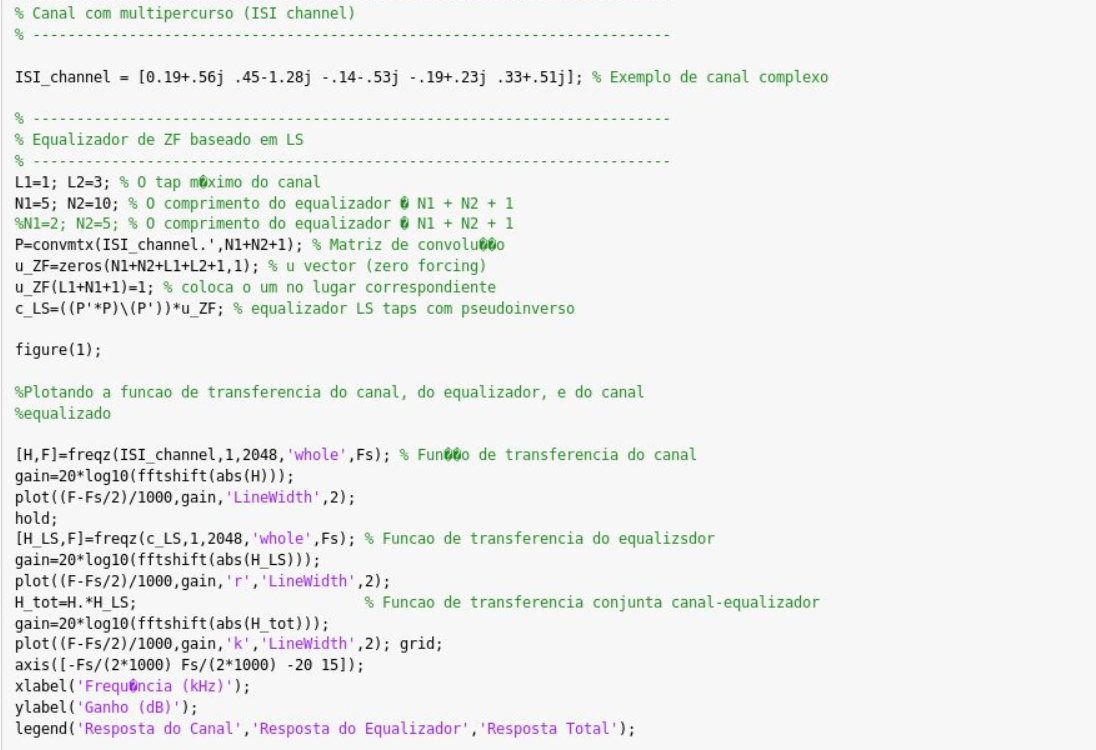 % Canal com multipercurso (ISI channel)
% -------------------------------------------------------------------------
ISI_channel = [0.19+.56j .45-1.28j -.14-.53j -.19+.23j .33+.51j]; % Exemplo de canal complexo
% -------------------------------------------------------------------------
% Equalizador de ZF baseado em LS
% -------------------------------------------------------------------------
L1=1; L2=3; % O tap m�ximo do canal
N1=5; N2=10; % O comprimento do equalizador � N1 + N2 + 1
%N1=2; N2=5; % O comprimento do equalizador � N1 + N2 + 1
P=convmtx(ISI_channel.',N1+N2+1); % Matriz de convolu��o
u_ZF=zeros(N1+N2+L1+L2+1,1); % u vector (zero forcing)
u_ZF(L1+N1+1)=1; % coloca o um no lugar correspondiente
c_LS=((P'*P)\(P'))*u_ZF; % equalizador LS taps com pseudoinverso
figure(1);
%Plotando a funcao de transferencia do canal, do equalizador, e do canal
%equalizado
[H,F]=freqz(ISI_channel,1,2048,'whole',Fs); % Fun��o de transferencia do canal
gain=20*log10(fftshift(abs(H)));
plot((F-Fs/2)/1000,gain,'LineWidth',2);
hold;
[H_LS,F]=freqz(c_LS,1,2048,'whole',Fs); % Funcao de transferencia do equalizsdor
gain=20*log10(fftshift(abs(H_LS)));
plot((F-Fs/2)/1000,gain,'r','LineWidth',2);
H_tot=H.*H_LS; % Funcao de transferencia conjunta canal-equalizador
gain=20*log10(fftshift(abs(H_tot)));
plot((F-Fs/2)/1000,gain,'k','LineWidth',2); grid;
axis([-Fs/(2*1000) Fs/(2*1000) -20 15]);
xlabel('Frequ�ncia (kHz)');
ylabel('Ganho (dB)');
legend('Resposta do Canal','Resposta do Equalizador','Resposta Total');